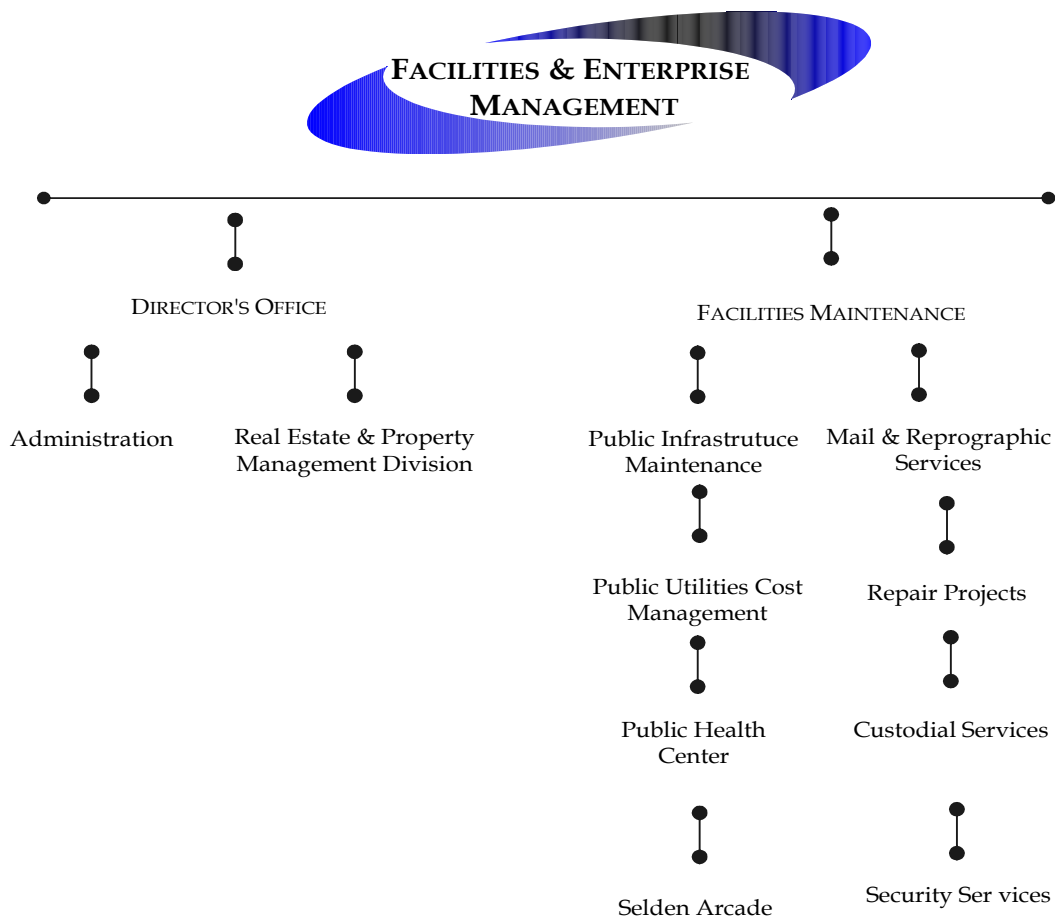 FACILITIES & ENTERPRISE
MANAGEMENT
DIRECTOR'S OFFICE
FACILITIES MAINTENANCE
Administration
Real Estate & Property
Management Division
Public Infrastrutuce
Maintenance
Mail & Reprographic
Services
Public Utilities Cost
Management
Repair Projects
Public Health
Center
Custodial Services
Selden Arcade
Security Ser vices